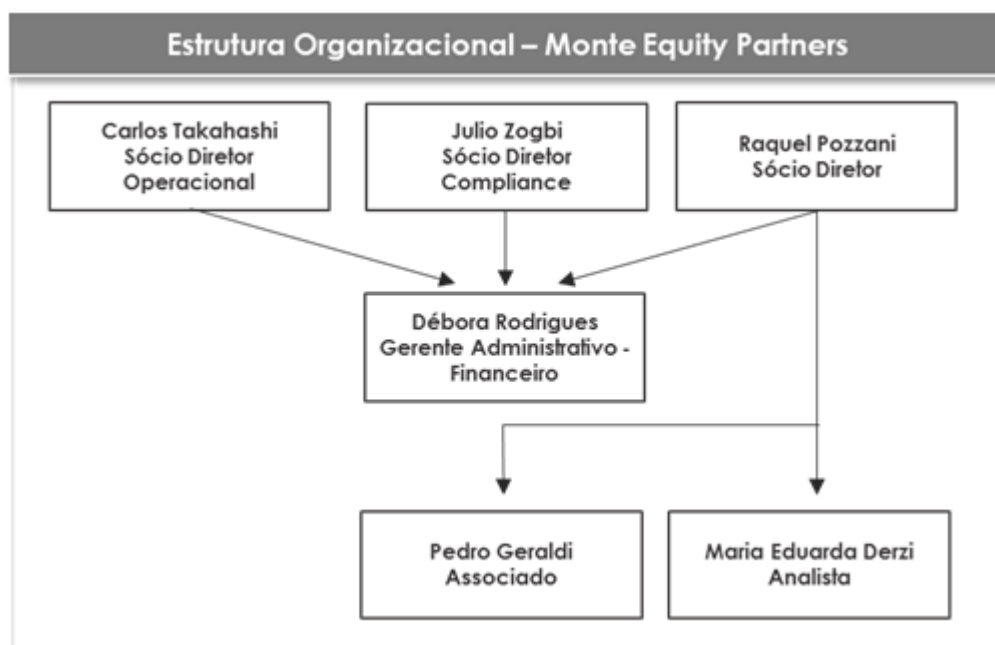 Estrutura Organizacional – Monte Equity Partners
Carlos Takahashi
Sócio Diretor
Operacional
Julio Zogbi
Sócio Diretor
Compliance
Raquel Pozzani
Sócio Diretor
Débora Rodrigues
Gerente Administrativo -
Financeiro
Pedro Geraldi
Associado
Maria Eduarda Derzi
Analista